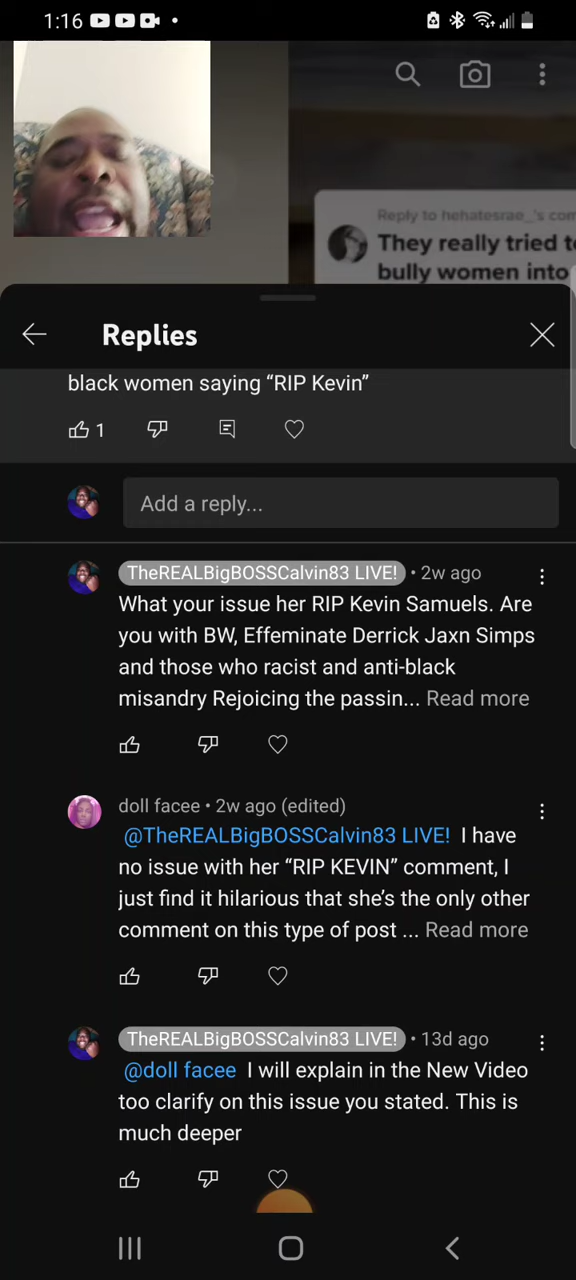 1:16
Reply to hehatesrae_'s com
They really tried to
bully women into
Replies
black women saying “RIP Kevin”
1
Add a reply...
TheREALBigBOSSCalvin83 LIVE! • 2w ago
What your issue her RIP Kevin Samuels. Are
you with BW, Effeminate Derrick Jaxn Simps
and those who racist and anti-black
misandry Rejoicing the passin... Read more
doll facee • 2w ago (edited)
@TheREALBigBOSSCalvin83 LIVE! I have
no issue with her “RIP KEVIN” comment, I
just find it hilarious that she’s the only other
comment on this type of post ... Read more
TheREALBigBOSSCalvin83 LIVE! • 13d ago
@doll facee I will explain in the New Video
too clarify on this issue you stated. This is
much deeper